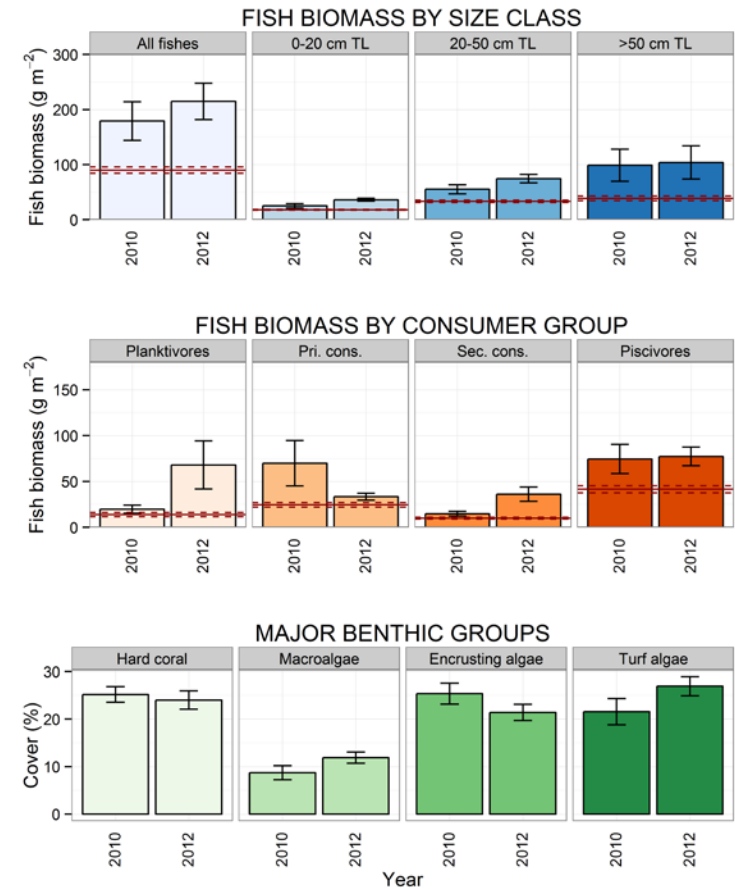 FISH BIOMASS BY SIZE CLASS
All fishes 0-20 cm TL 20-50 cm TL >50 cm TL
Fish biomass (g m⁻²)
300
200
100
0
2010 2012 2010 2012 2010 2012 2010 2012
FISH BIOMASS BY CONSUMER GROUP
Planktivores Pri. cons. Sec. cons. Piscivores
Fish biomass (g m⁻²)
150
100
50
0
2010 2012 2010 2012 2010 2012 2010 2012
MAJOR BENTHIC GROUPS
Hard coral Macroalgae Encrusting algae Turf algae
Cover (%)
30
20
10
0
2010 2012 2010 2012 2010 2012 2010 2012
Year